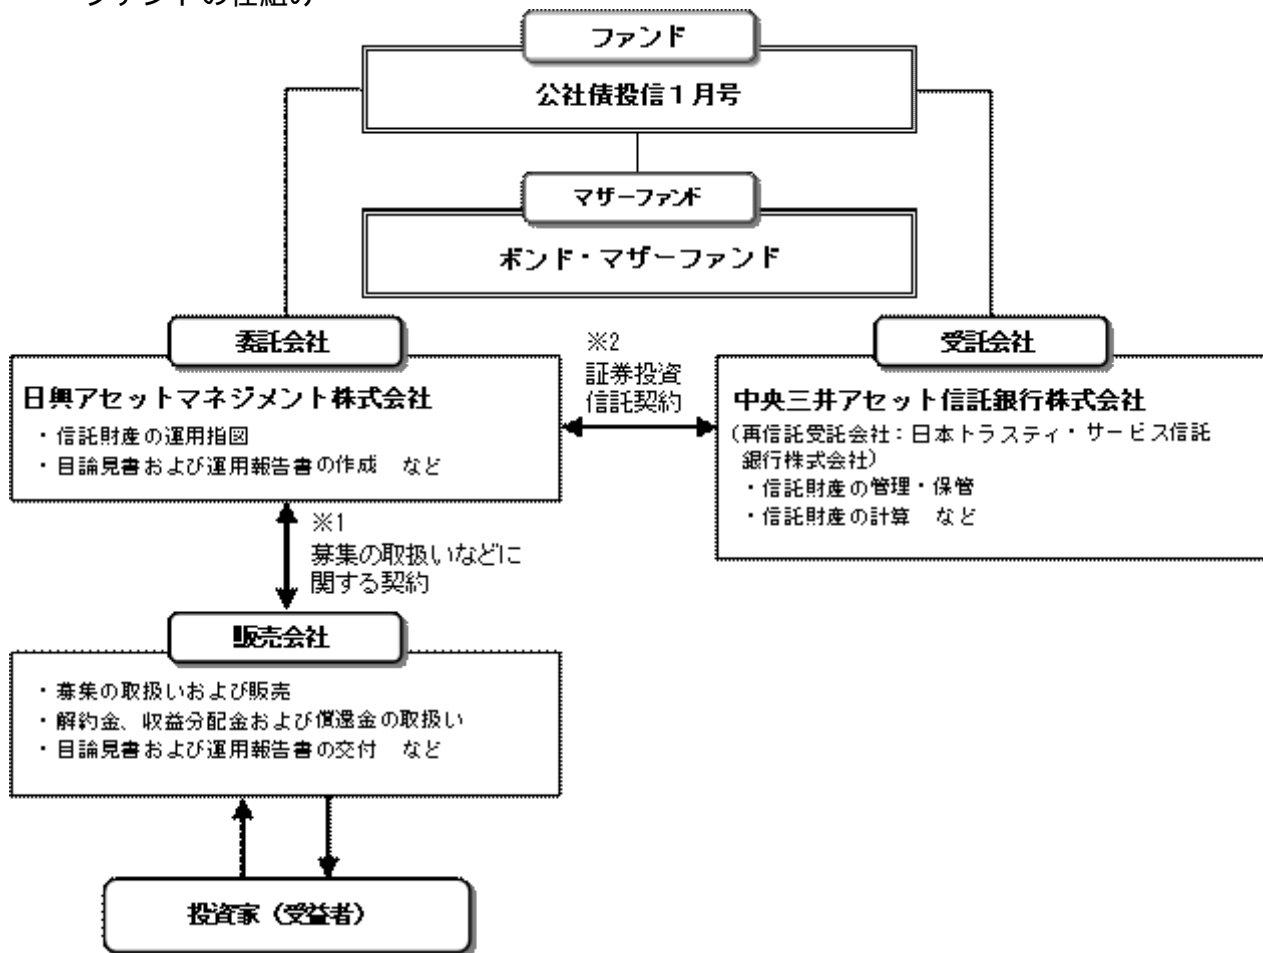 ファンドの仕組み
ファンド
公社債投信1月号
マザーファンド
ボンド・マザーファンド
委託会社
日興アセットマネジメント株式会社
・信託財産の運用指図
・目論見書および運用報告書の作成 など
※2
証券投資
信託契約
受託会社
中央三井アセット信託銀行株式会社
(再信託受託会社：日本トラスティ・サービス信託
銀行株式会社)
・信託財産の管理・保管
・信託財産の計算 など
※1
募集の取扱いなどに
関する契約
販売会社
・募集の取扱いおよび販売
・解約金、収益分配金および償還金の取扱い
・目論見書および運用報告書の交付 など
投資家（受益者）